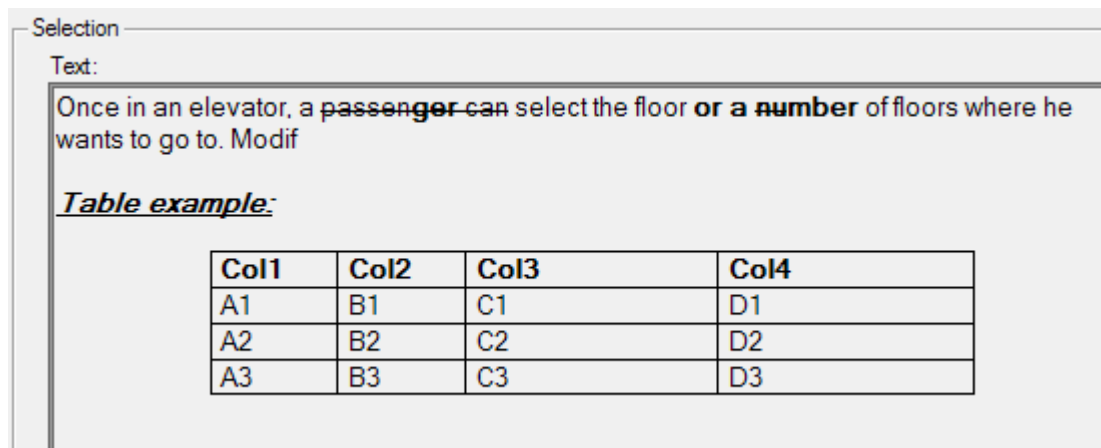 Selection
Text:
Once in an elevator, a passenger can select the floor or a number of floors where he
wants to go to. Modif
Table example:
Col1 Col2 Col3 Col4
A1 B1 C1 D1
A2 B2 C2 D2
A3 B3 C3 D3